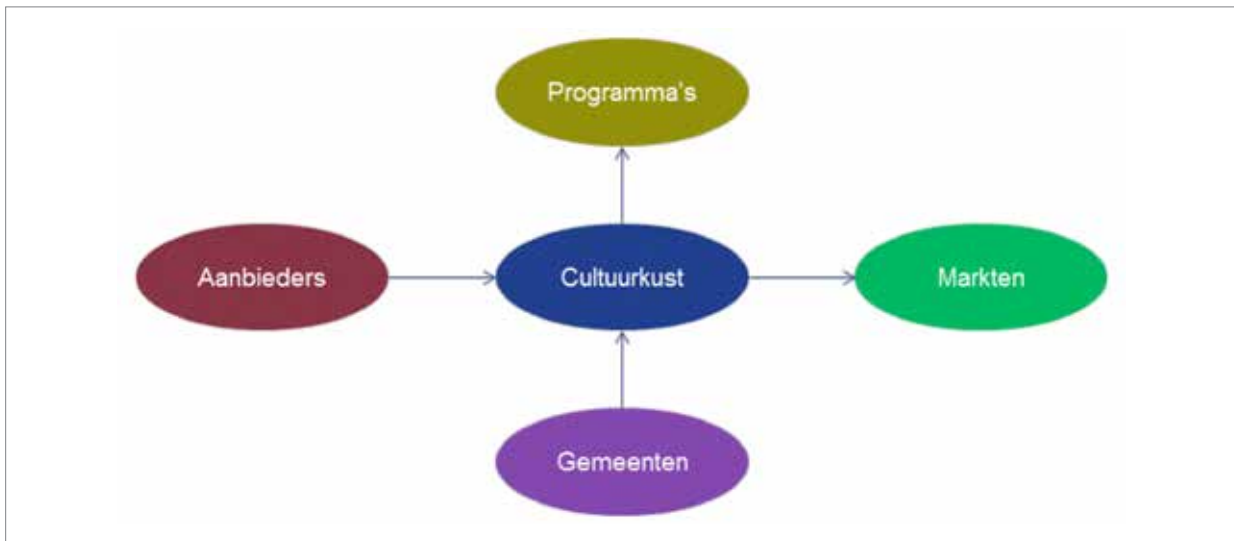 Programma's
Aanbieders
Cultuurkust
Markten
Gemeenten